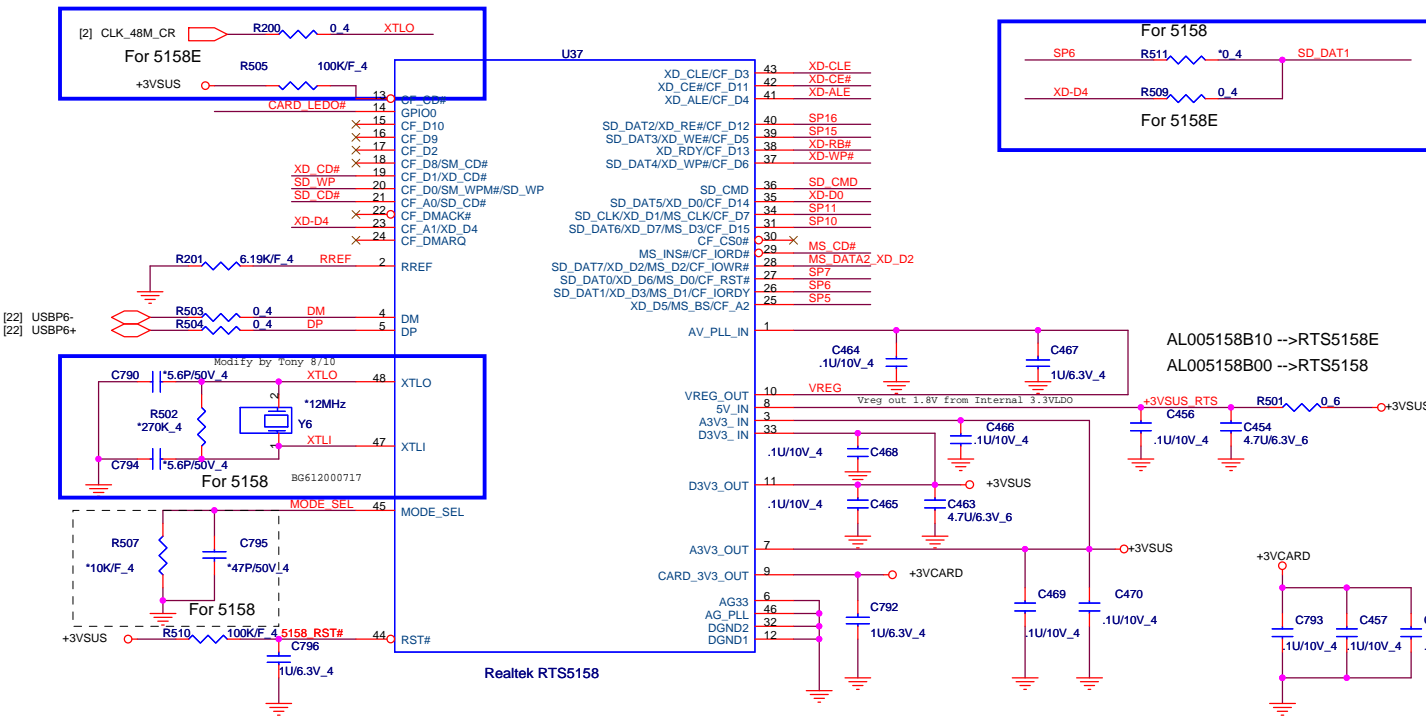 [2] CLK_48M_CR
R200
0_4
XTLO
For 5158E
R505
100K/F_4
+3VSUS
U37
For 5158
SP6
R511
*0_4
SD_DAT1
XD-D4
R509
0_4
For 5158E
CARD_LEDO#
13 CF_CD#
14 GPIO0
15 CF_D10
16 CF_D9
17 CF_D2
18 CF_D8/SM_CD#
XD_CD# 19 CF_D1/XD_CD#
SD_WP 20 CF_D0/SM_WPM#/SD_WP
SD_CD# 21 CF_A0/SD_CD#
22 CF_DMACK#
XD-D4 23 CF_A1/XD_D4
24 CF_DMARQ
R201 6.19K/F_4 RREF 2 RREF
[22] USBP6- R503 0_4 DM 4 DM
[22] USBP6+ R504 0_4 DP 5 DP
Modify by Tony 8/10
C790 *5.6P/50V_4 XTLO 48 XTLO
2
*12MHz
R502
*270K_4
Y6
1
XTLI 47 XTLI
C794 *5.6P/50V_4
For 5158
BG612000717
MODE_SEL 45 MODE_SEL
R507
*10K/F_4
C795
*47P/50V_4
For 5158
+3VSUS R510 100K/F_4 5158_RST# 44 RST#
C796
1U/6.3V_4
XD_CLE/CF_D3 43 XD-CLE
XD_CE#/CF_D11 42 XD-CE#
XD_ALE/CF_D4 41 XD-ALE
SD_DAT2/XD_RE#/CF_D12 40 SP16
SD_DAT3/XD_WE#/CF_D5 39 SP15
XD_RDY/CF_D13 38 XD-RB#
SD_DAT4/XD_WP#/CF_D6 37 XD-WP#
SD_CMD 36 SD_CMD
SD_DAT5/XD_D0/CF_D14 35 XD-D0
SD_CLK/XD_D1/MS_CLK/CF_D7 34 SP11
SD_DAT6/XD_D7/MS_D3/CF_D15 31 SP10
CF_CS0# 30
MS_INS#/CF_IORD# 29 MS_CD#
SD_DAT7/XD_D2/MS_D2/CF_IOWR# 28 MS_DATA2_XD_D2
SD_DAT0/XD_D6/MS_D0/CF_RST# 27 SP7
SD_DAT1/XD_D3/MS_D1/CF_IORDY 26 SP6
XD_D5/MS_BS/CF_A2 25 SP5
AV_PLL_IN 1
C464
.1U/10V_4
C467
1U/6.3V_4
AL005158B10 -->RTS5158E
AL005158B00 -->RTS5158
VREG_OUT 10 VREG
Vreg out 1.8V from Internal 3.3VLDO
5V_IN 8
+3VSUS_RTS
R501
0_6
+3VSUS
A3V3_ IN 3
D3V3_ IN 33
C466
.1U/10V_4
C456
.1U/10V_4
C454
4.7U/6.3V_6
.1U/10V_4
C468
D3V3_OUT 11
+3VSUS
.1U/10V_4
C465
C463
4.7U/6.3V_6
A3V3_OUT 7
+3VSUS
CARD_3V3_OUT 9
+3VCARD
C792
1U/6.3V_4
C469
.1U/10V_4
C470
.1U/10V_4
AG33 6
AG_PLL 46
DGND2 32
DGND1 12
+3VCARD
C793
.1U/10V_4
C457
.1U/10V_4
Realtek RTS5158